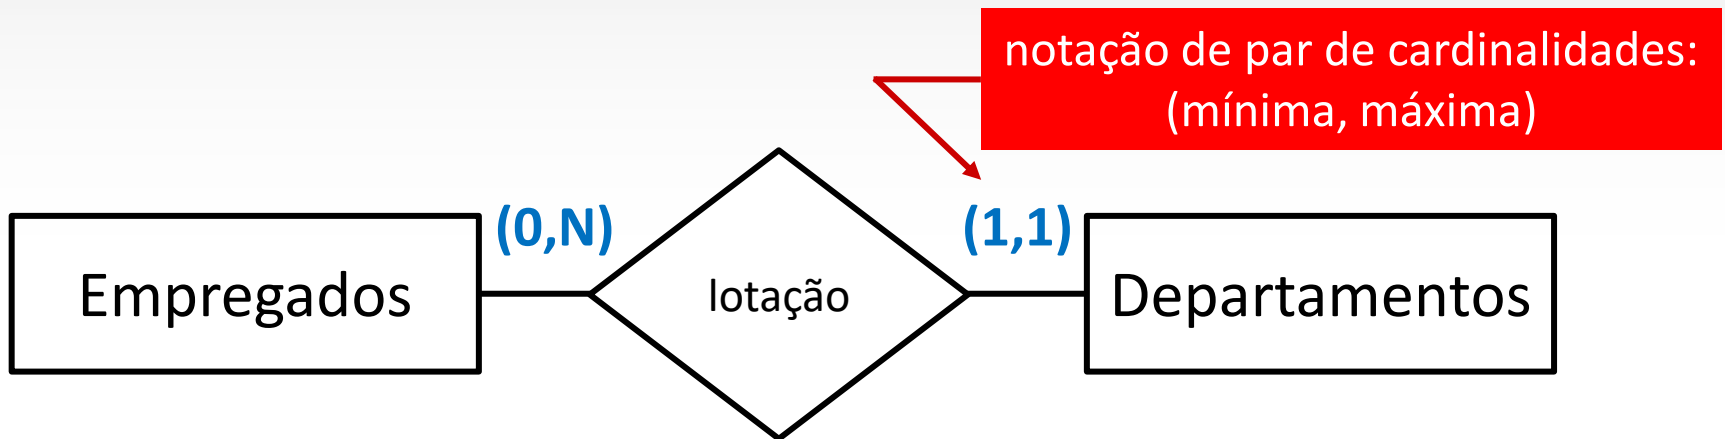 notação de par de cardinalidades:
(mínima, máxima)
(0,N)
(1,1)
Empregados
lotação
Departamentos